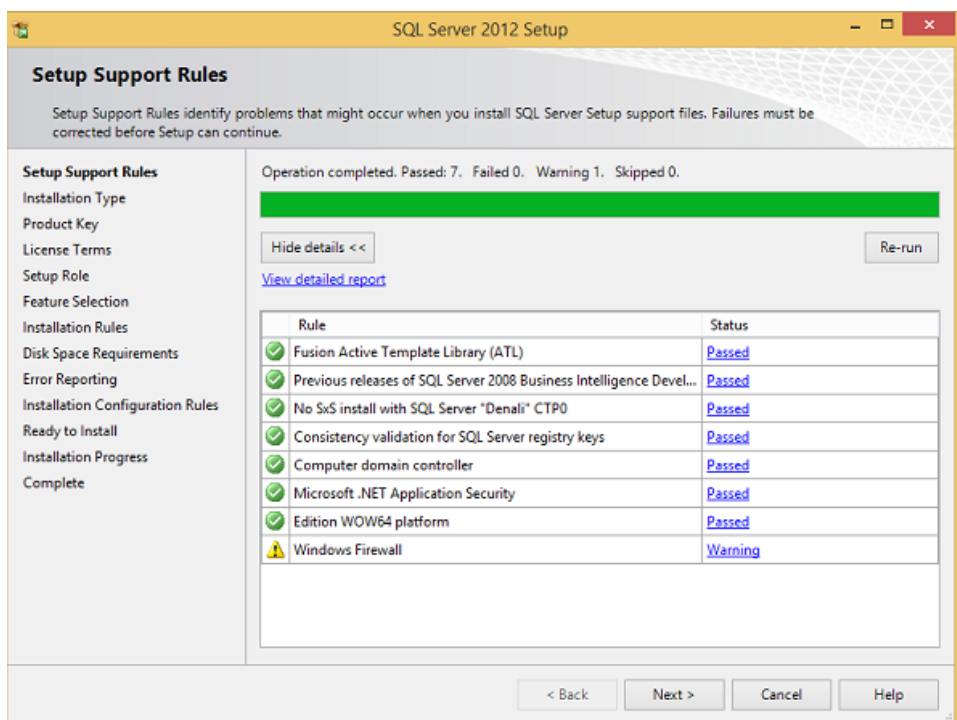 SQL Server 2012 Setup
Setup Support Rules
Setup Support Rules identify problems that might occur when you install SQL Server Setup support files. Failures must be
corrected before Setup can continue.
Setup Support Rules
Installation Type
Product Key
License Terms
Setup Role
Feature Selection
Installation Rules
Disk Space Requirements
Error Reporting
Installation Configuration Rules
Ready to Install
Installation Progress
Complete
Operation completed. Passed: 7. Failed 0. Warning 1. Skipped 0.
Hide details <<
Re-run
View detailed report
Rule Status
Fusion Active Template Library (ATL) Passed
Previous releases of SQL Server 2008 Business Intelligence Devel... Passed
No SxS install with SQL Server "Denali" CTP0 Passed
Consistency validation for SQL Server registry keys Passed
Computer domain controller Passed
Microsoft .NET Application Security Passed
Edition WOW64 platform Passed
Windows Firewall Warning
< Back Next > Cancel Help